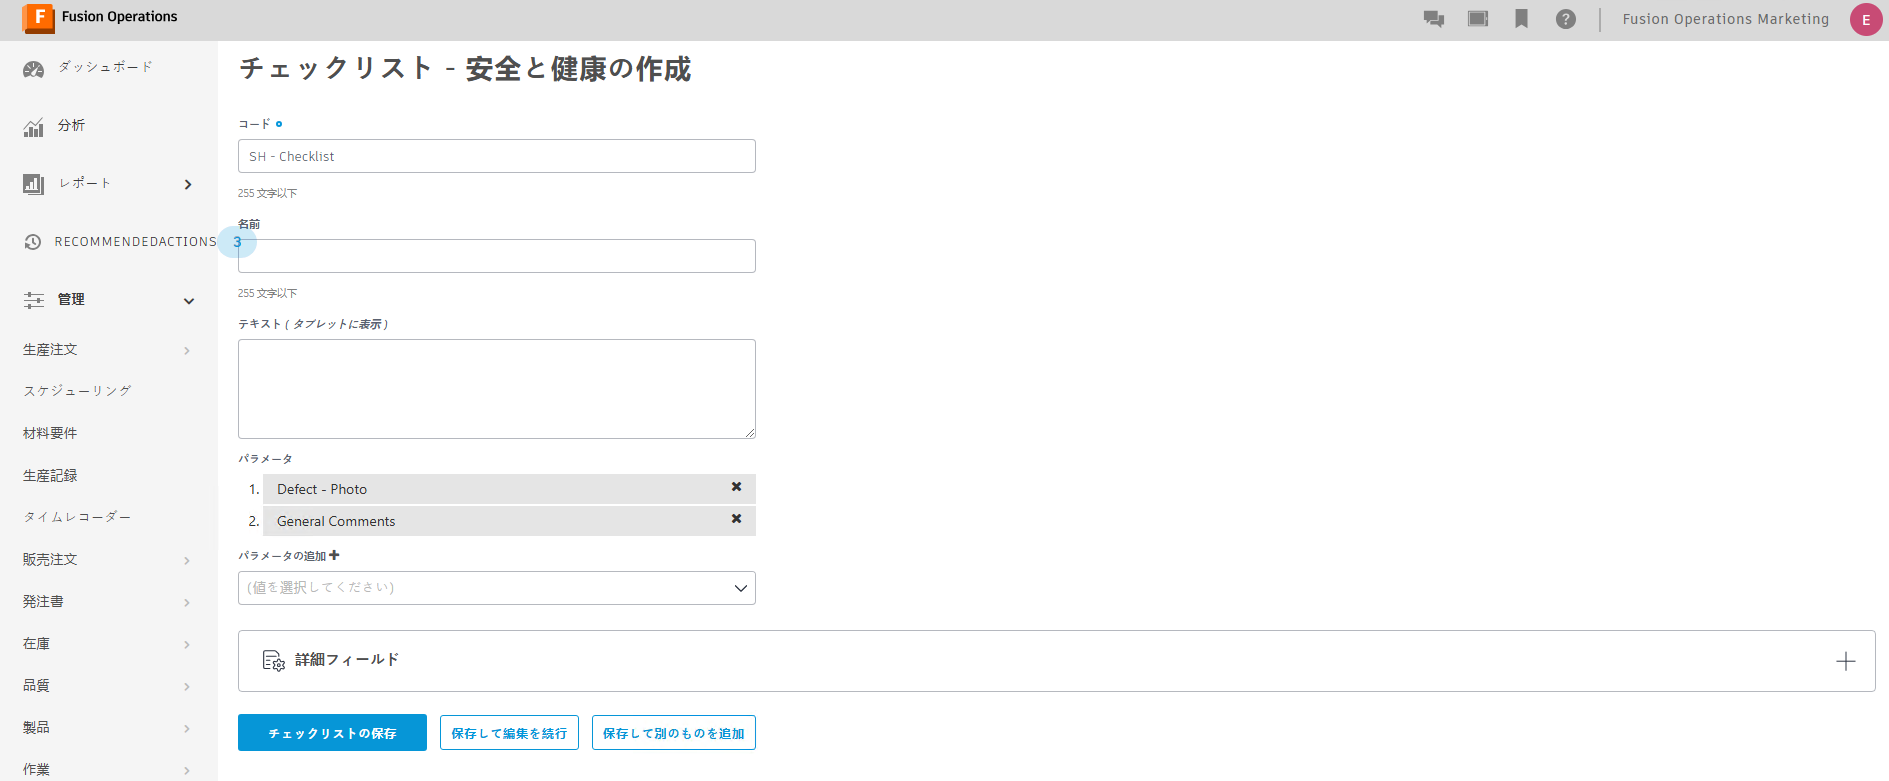 F Fusion Operations
Fusion Operations Marketing
E
ダッシュボード
分析
レポート
RECOMMENDEDACTIONS 3
管理
生産注文
スケジューリング
材料要件
生産記録
タイムレコーダー
販売注文
発注書
在庫
品質
製品
作業
チェックリスト - 安全と健康の作成
コード
SH - Checklist
255 文字以下
名前
255 文字以下
テキスト ( タブレットに表示 )
パラメータ
1. Defect - Photo
2. General Comments
パラメータの追加
(値を選択してください)
詳細フィールド
チェックリストの保存
保存して編集を続行
保存して別のものを追加